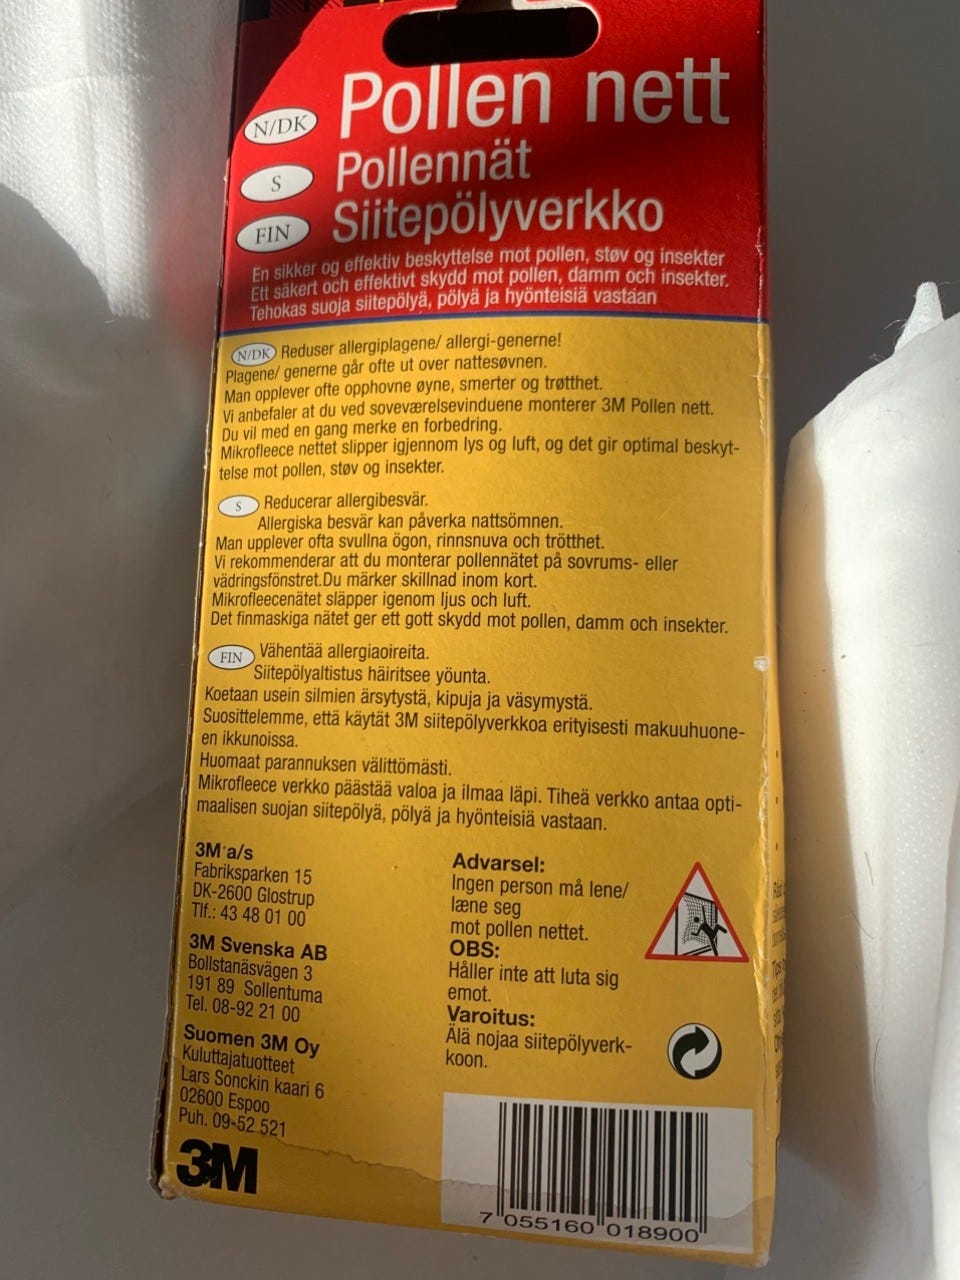 N/DK Pollen nett
S Pollennät
FIN Siitepölyverkko
En sikker og effektiv beskyttelse mot pollen, støv og insekter
Ett säkert och effektivt skydd mot pollen, damm och insekter.
Tehokas suoja siitepölyä, pölyä ja hyönteisiä vastaan
N/DK Reduser allergiplagene/ allergi-generne!
Plagene/ generne går ofte ut over nattesøvnen.
Man opplever ofte opphovne øyne, smerter og trøtthet.
Vi anbefaler at du ved soveværelsevinduene monterer 3M Pollen nett.
Du vil med en gang merke en forbedring.
Mikrofleece nettet slipper igjennom lys og luft, og det gir optimal beskyt-
telse mot pollen, støv og insekter.
S Reducerar allergibesvär.
Allergiska besvär kan påverka nattsömnen.
Man upplever ofta svullna ögon, rinnsnuva och trötthet.
Vi rekommenderar att du monterar pollennätet på sovrums- eller
vädringsfönstret.Du märker skillnad inom kort.
Mikrofleecenätet släpper igenom ljus och luft.
Det finmaskiga nätet ger ett gott skydd mot pollen, damm och insekter.
FIN Vähentää allergiaoireita.
Siitepölyaltistus häiritsee yöunta.
Koetaan usein silmien ärsytystä, kipuja ja väsymystä.
Suosittelemme, että käytät 3M siitepölyverkkoa erityisesti makuuhuone-
en ikkunoissa.
Huomaat parannuksen välittömästi.
Mikrofleece verkko päästää valoa ja ilmaa läpi. Tiheä verkko antaa opti-
maalisen suojan siitepölyä, pölyä ja hyönteisiä vastaan.
3M a/s
Fabriksparken 15
DK-2600 Glostrup
Tlf.: 43 48 01 00
3M Svenska AB
Bollstanäsvägen 3
191 89 Sollentuma
Tel. 08-92 21 00
Suomen 3M Oy
Kuluttajatuotteet
Lars Sonckin kaari 6
02600 Espoo
Puh. 09-52 521
3M
Advarsel:
Ingen person må lene/
læne seg
mot pollen nettet.
OBS:
Håller inte att luta sig
emot.
Varoitus:
Älä nojaa siitepölyverk-
koon.
7 055160 018900